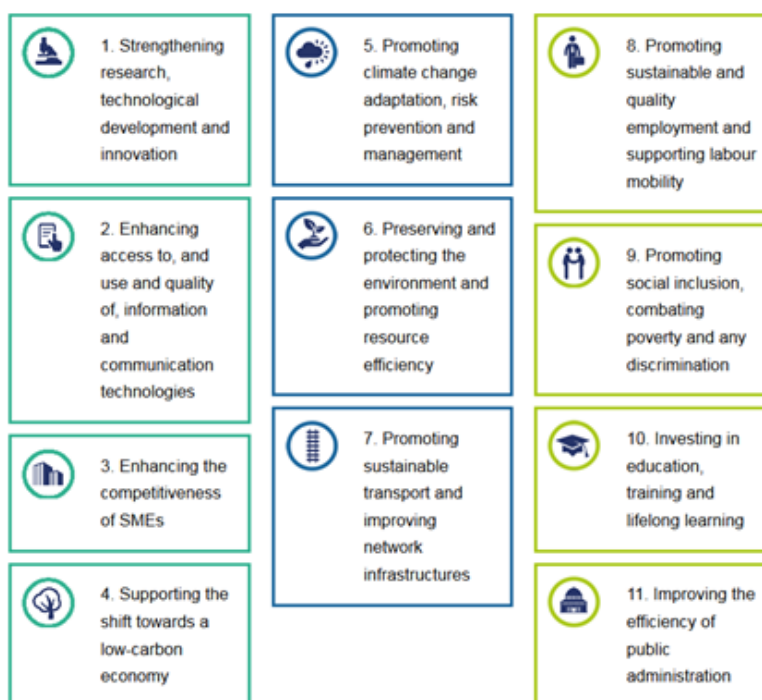 1. Strengthening
research,
technological
development and
innovation
2. Enhancing
access to, and
use and quality
of, information
and
communication
technologies
3. Enhancing the
competitiveness
of SMEs
4. Supporting the
shift towards a
low-carbon
economy
5. Promoting
climate change
adaptation, risk
prevention and
management
6. Preserving and
protecting the
environment and
promoting
resource
efficiency
7. Promoting
sustainable
transport and
improving
network
infrastructures
8. Promoting
sustainable and
quality
employment and
supporting labour
mobility
9. Promoting
social inclusion,
combating
poverty and any
discrimination
10. Investing in
education,
training and
lifelong learning
11. Improving the
efficiency of
public
administration